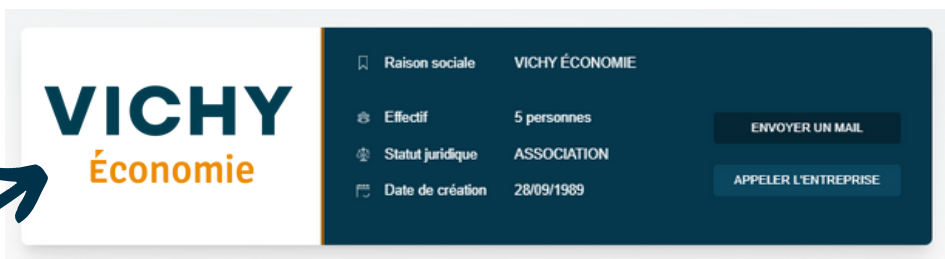 VICHY
Économie
Raison sociale VICHY ÉCONOMIE
Effectif 5 personnes
Statut juridique ASSOCIATION
Date de création 28/09/1989
ENVOYER UN MAIL
APPELER L'ENTREPRISE